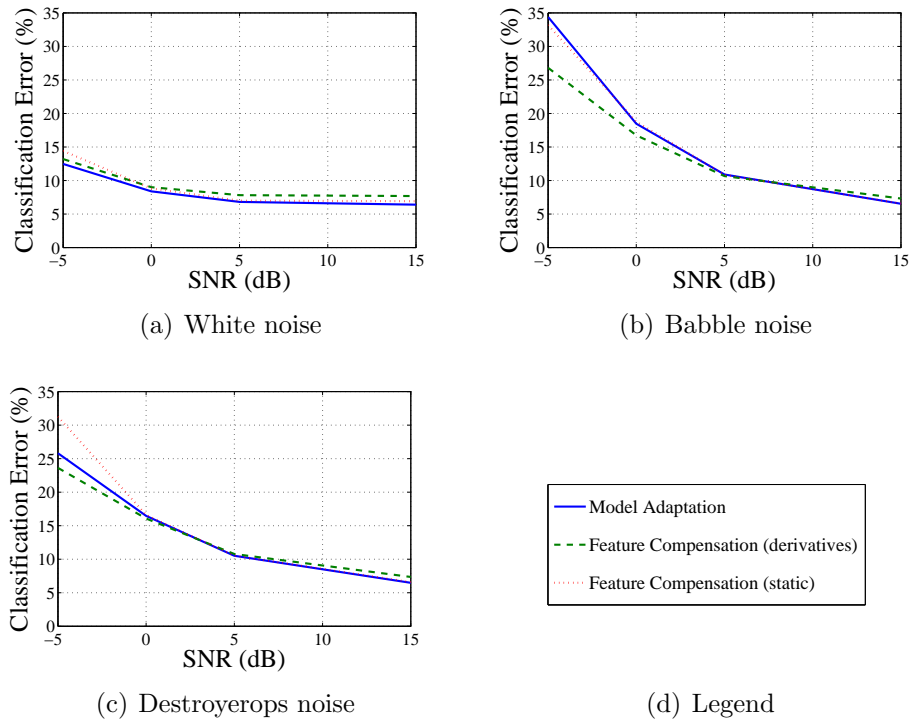 35
30
25
20
15
10
5
0
Classification Error (%)
−5 0 5 10 15
SNR (dB)
(a) White noise
35
30
25
20
15
10
5
0
Classification Error (%)
−5 0 5 10 15
SNR (dB)
(b) Babble noise
35
30
25
20
15
10
5
0
Classification Error (%)
−5 0 5 10 15
SNR (dB)
(c) Destroyerops noise
Model Adaptation
Feature Compensation (derivatives)
Feature Compensation (static)
(d) Legend